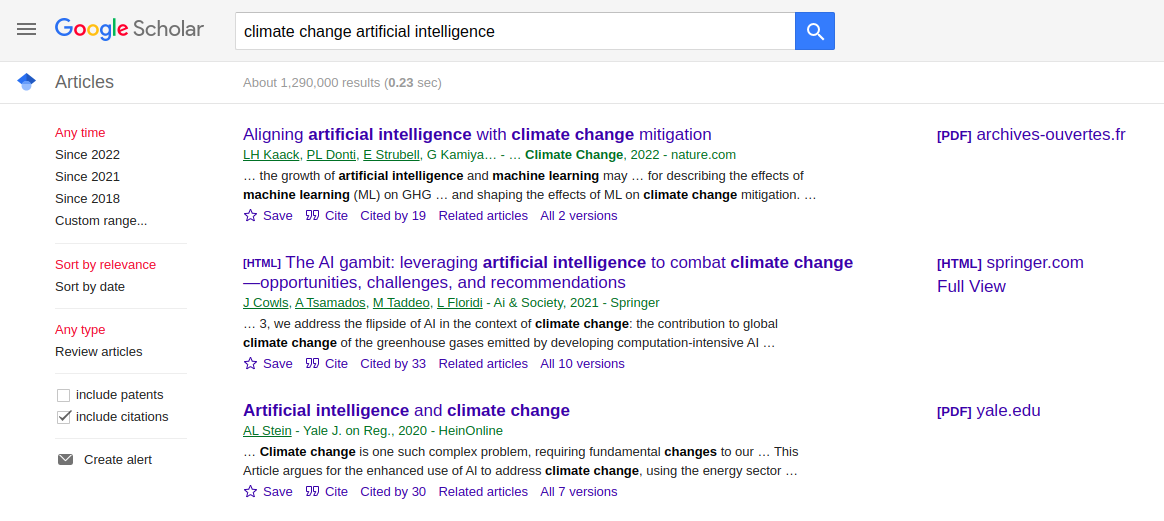 Google Scholar
climate change artificial intelligence
Articles
About 1,290,000 results (0.23 sec)
Any time
Since 2022
Since 2021
Since 2018
Custom range...
Sort by relevance
Sort by date
Any type
Review articles
include patents
include citations
Create alert
Aligning artificial intelligence with climate change mitigation
LH Kaack, PL Donti, E Strubell, G Kamiya… - … Climate Change, 2022 - nature.com
… the growth of artificial intelligence and machine learning may … for describing the effects of
machine learning (ML) on GHG … and shaping the effects of ML on climate change mitigation. …
Save Cite Cited by 19 Related articles All 2 versions
[PDF] archives-ouvertes.fr
[HTML] The AI gambit: leveraging artificial intelligence to combat climate change
—opportunities, challenges, and recommendations
J Cowls, A Tsamados, M Taddeo, L Floridi - Ai & Society, 2021 - Springer
… 3, we address the flipside of AI in the context of climate change: the contribution to global
climate change of the greenhouse gases emitted by developing computation-intensive AI …
Save Cite Cited by 33 Related articles All 10 versions
[HTML] springer.com
Full View
Artificial intelligence and climate change
AL Stein - Yale J. on Reg., 2020 - HeinOnline
… Climate change is one such complex problem, requiring fundamental changes to our … This
Article argues for the enhanced use of AI to address climate change, using the energy sector …
Save Cite Cited by 30 Related articles All 7 versions
[PDF] yale.edu